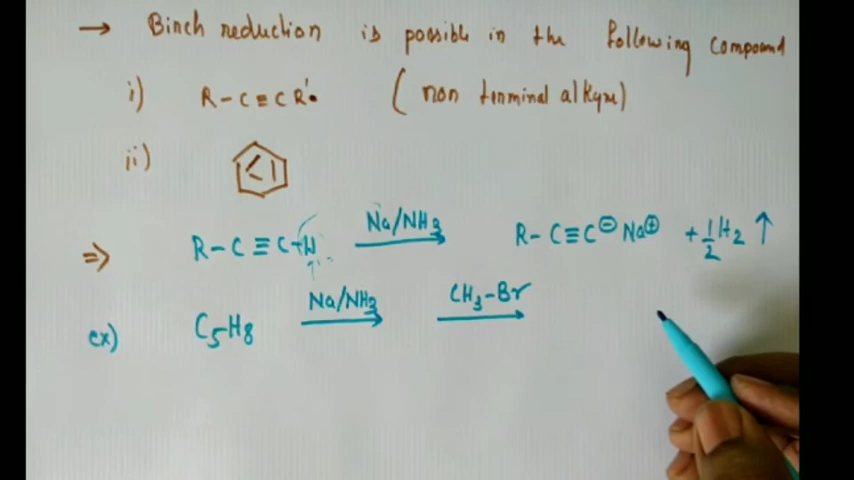 → Birch reduction is possible in the following compound
i) R-C≡CR'. (non terminal alkyne)
ii)
⇒ R-C≡C-H Na/NH₃ → R-C≡C⊖ Na⊕ + 1/2 H₂ ↑
ex) C₅H₈ Na/NH₃ → CH₃-Br →